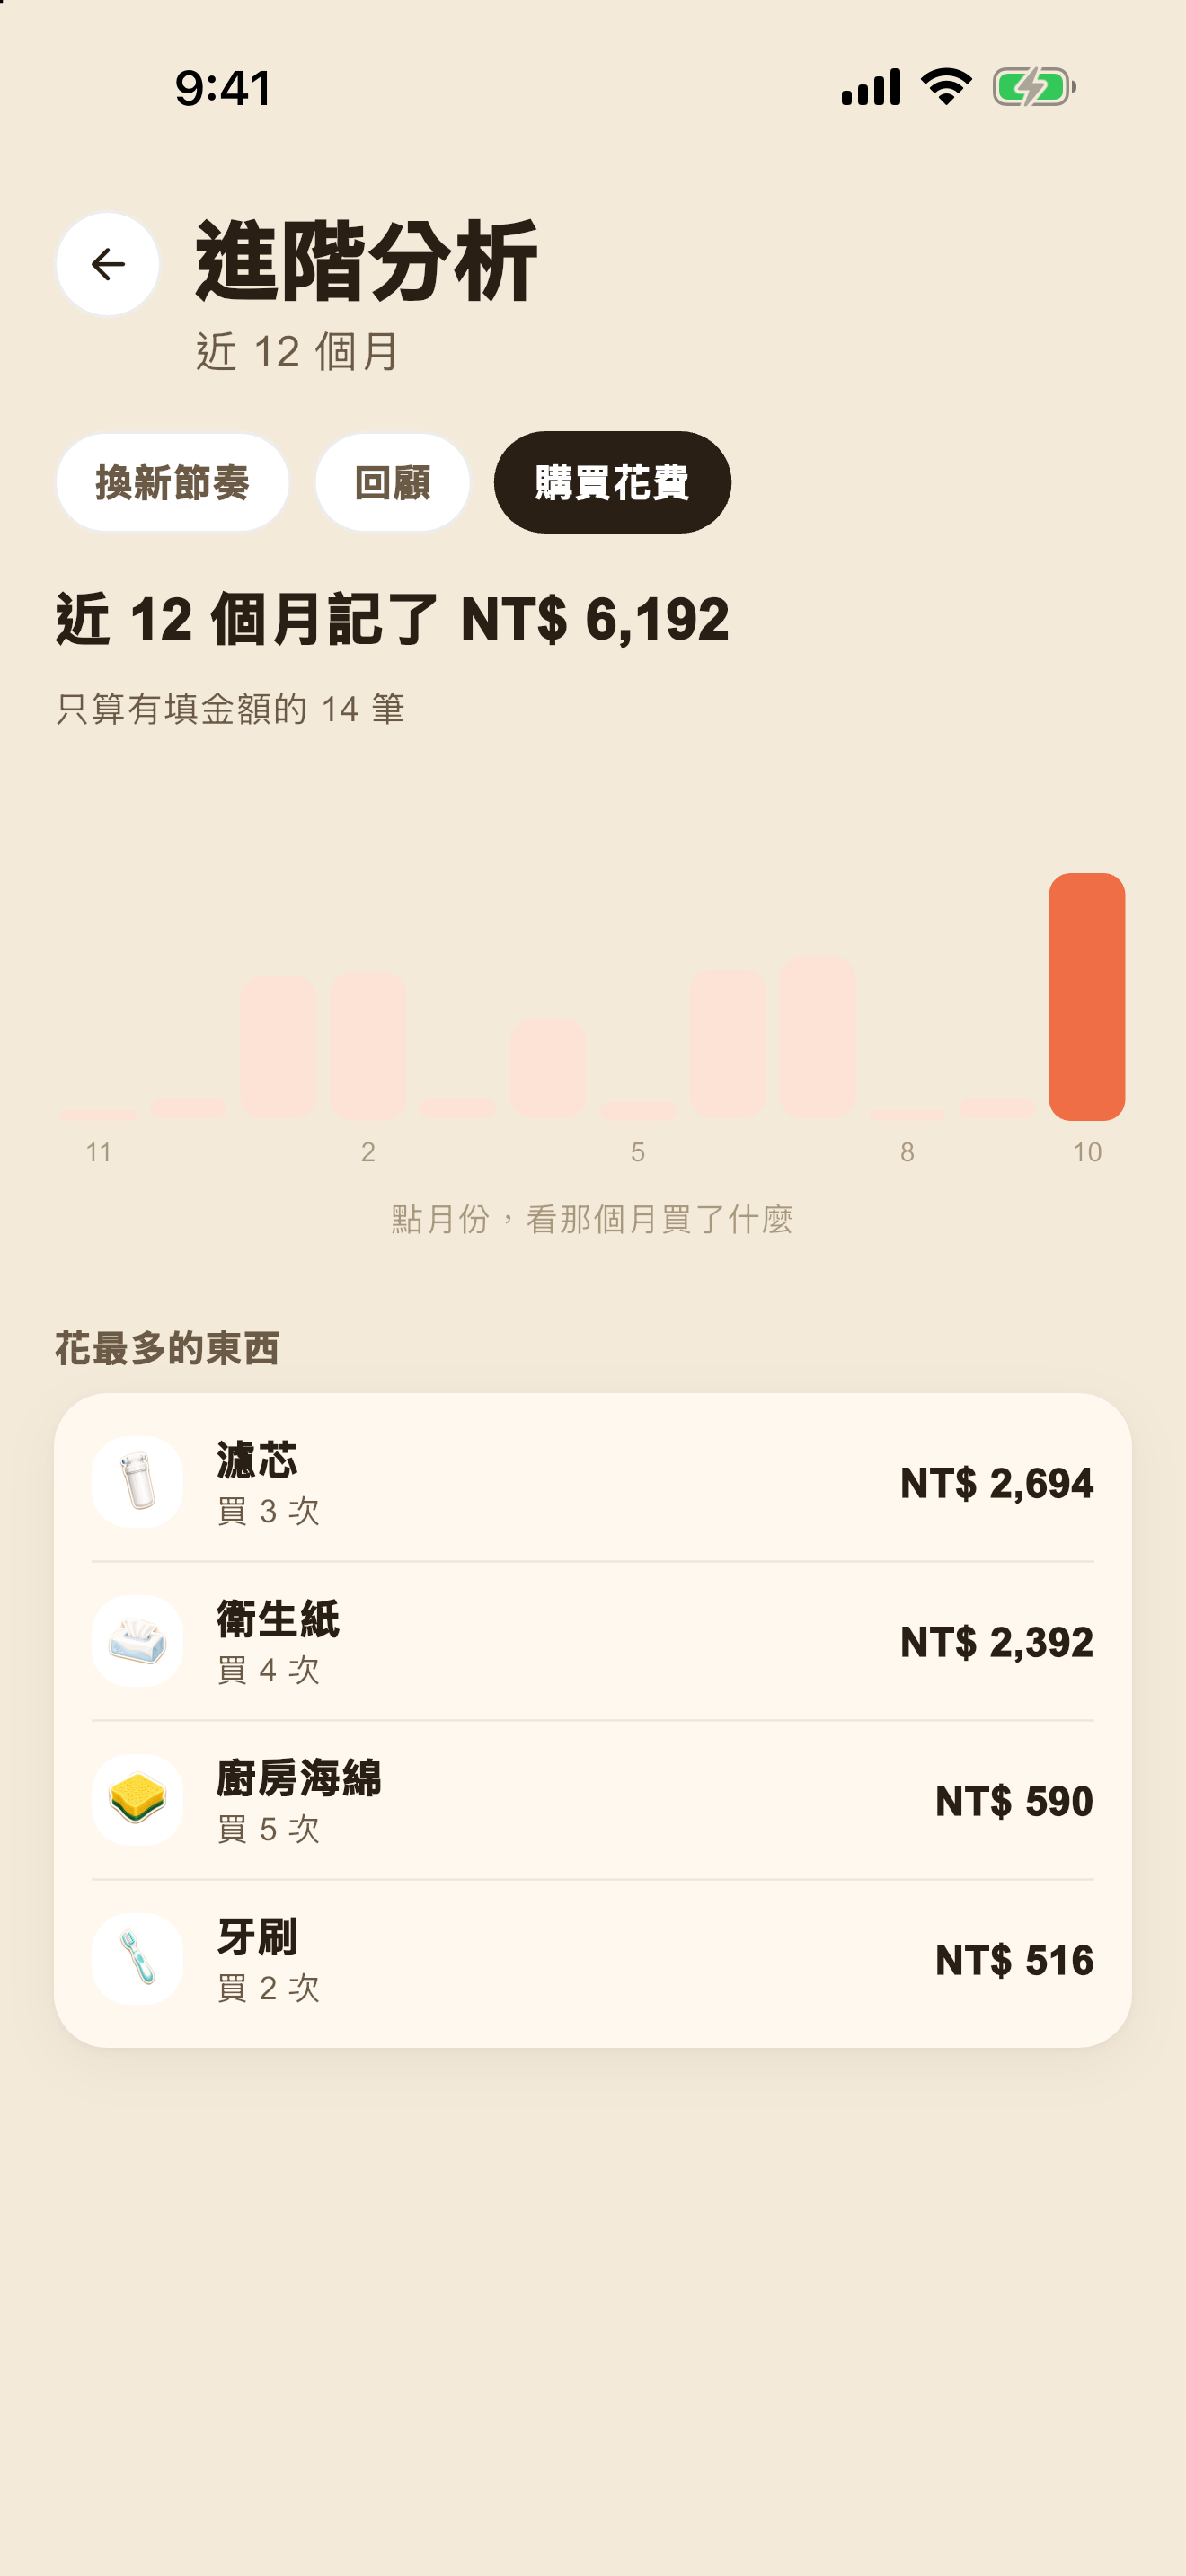 9:41
進階分析
近 12 個月
換新節奏 回顧 購買花費
近 12 個月記了 NT$ 6,192
只算有填金額的 14 筆
11 2 5 8 10
點月份，看那個月買了什麼
花最多的東西
濾芯
買 3 次
NT$ 2,694
衛生紙
買 4 次
NT$ 2,392
廚房海綿
買 5 次
NT$ 590
牙刷
買 2 次
NT$ 516